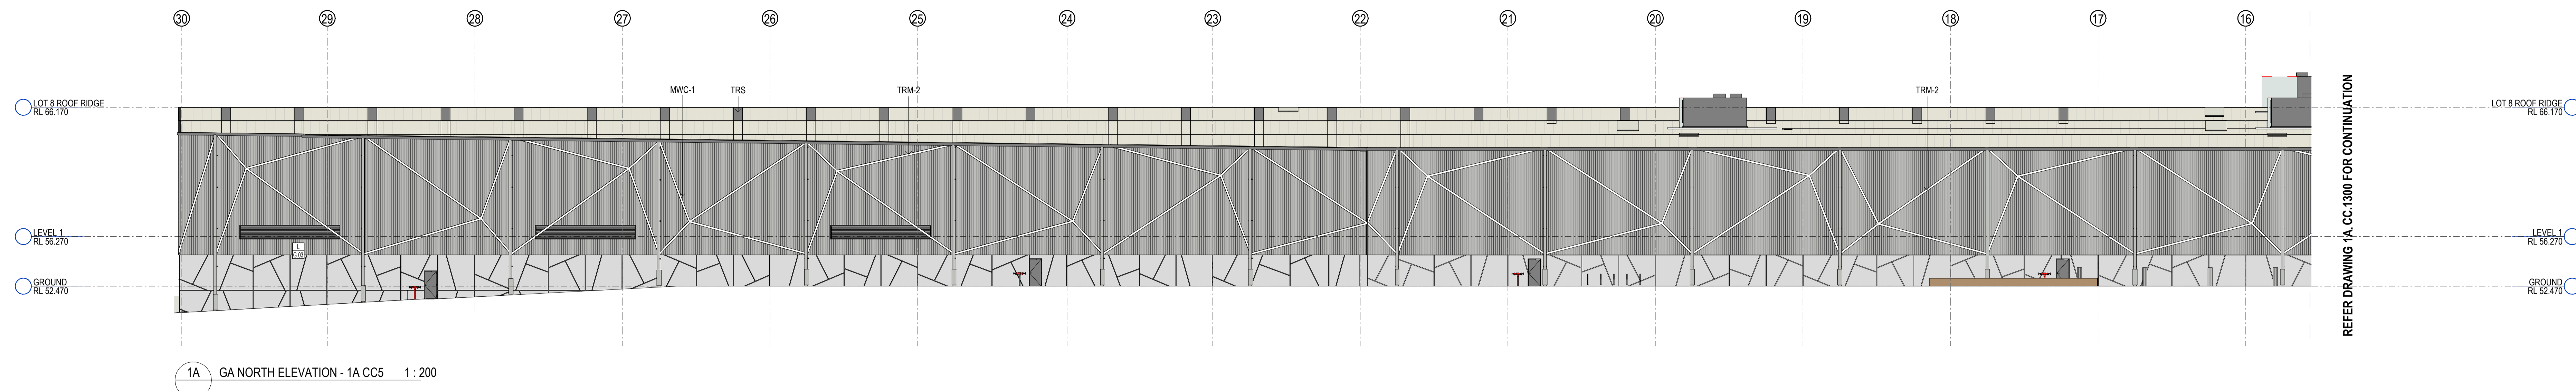 30 29 28 27 26 25 24 23 22 21 20 19 18 17 16
MWC-1 TRS TRM-2 TRM-2
LOT 8 ROOF RIDGE
RL 66.170
LOT 8 ROOF RIDGE
RL 66.170
LEVEL 1
RL 56.270
LEVEL 1
RL 56.270
L
G.03
GROUND
RL 52.470
GROUND
RL 52.470
REFER DRAWING 1A.CC.1300 FOR CONTINUATION
1A GA NORTH ELEVATION - 1A CC5 1 : 200